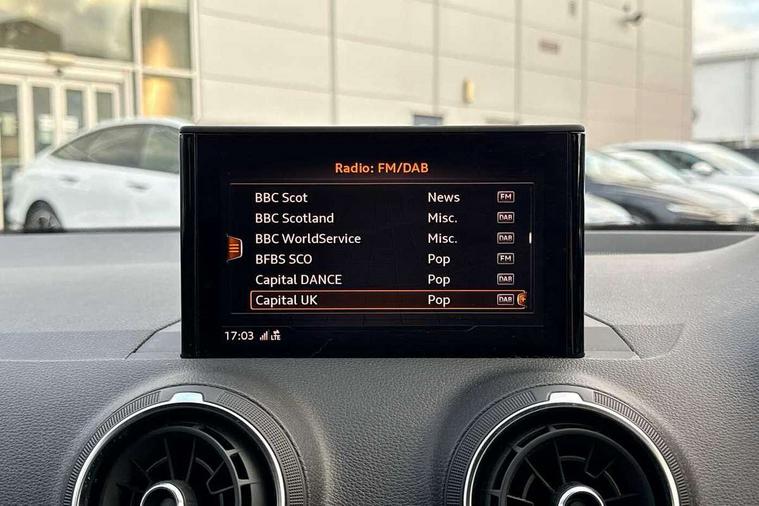 Radio: FM/DAB
BBC Scot News FM
BBC Scotland Misc. DAB
BBC WorldService Misc. DAB
BFBS SCO Pop FM
Capital DANCE Pop DAB
Capital UK Pop DAB
17:03 LTE